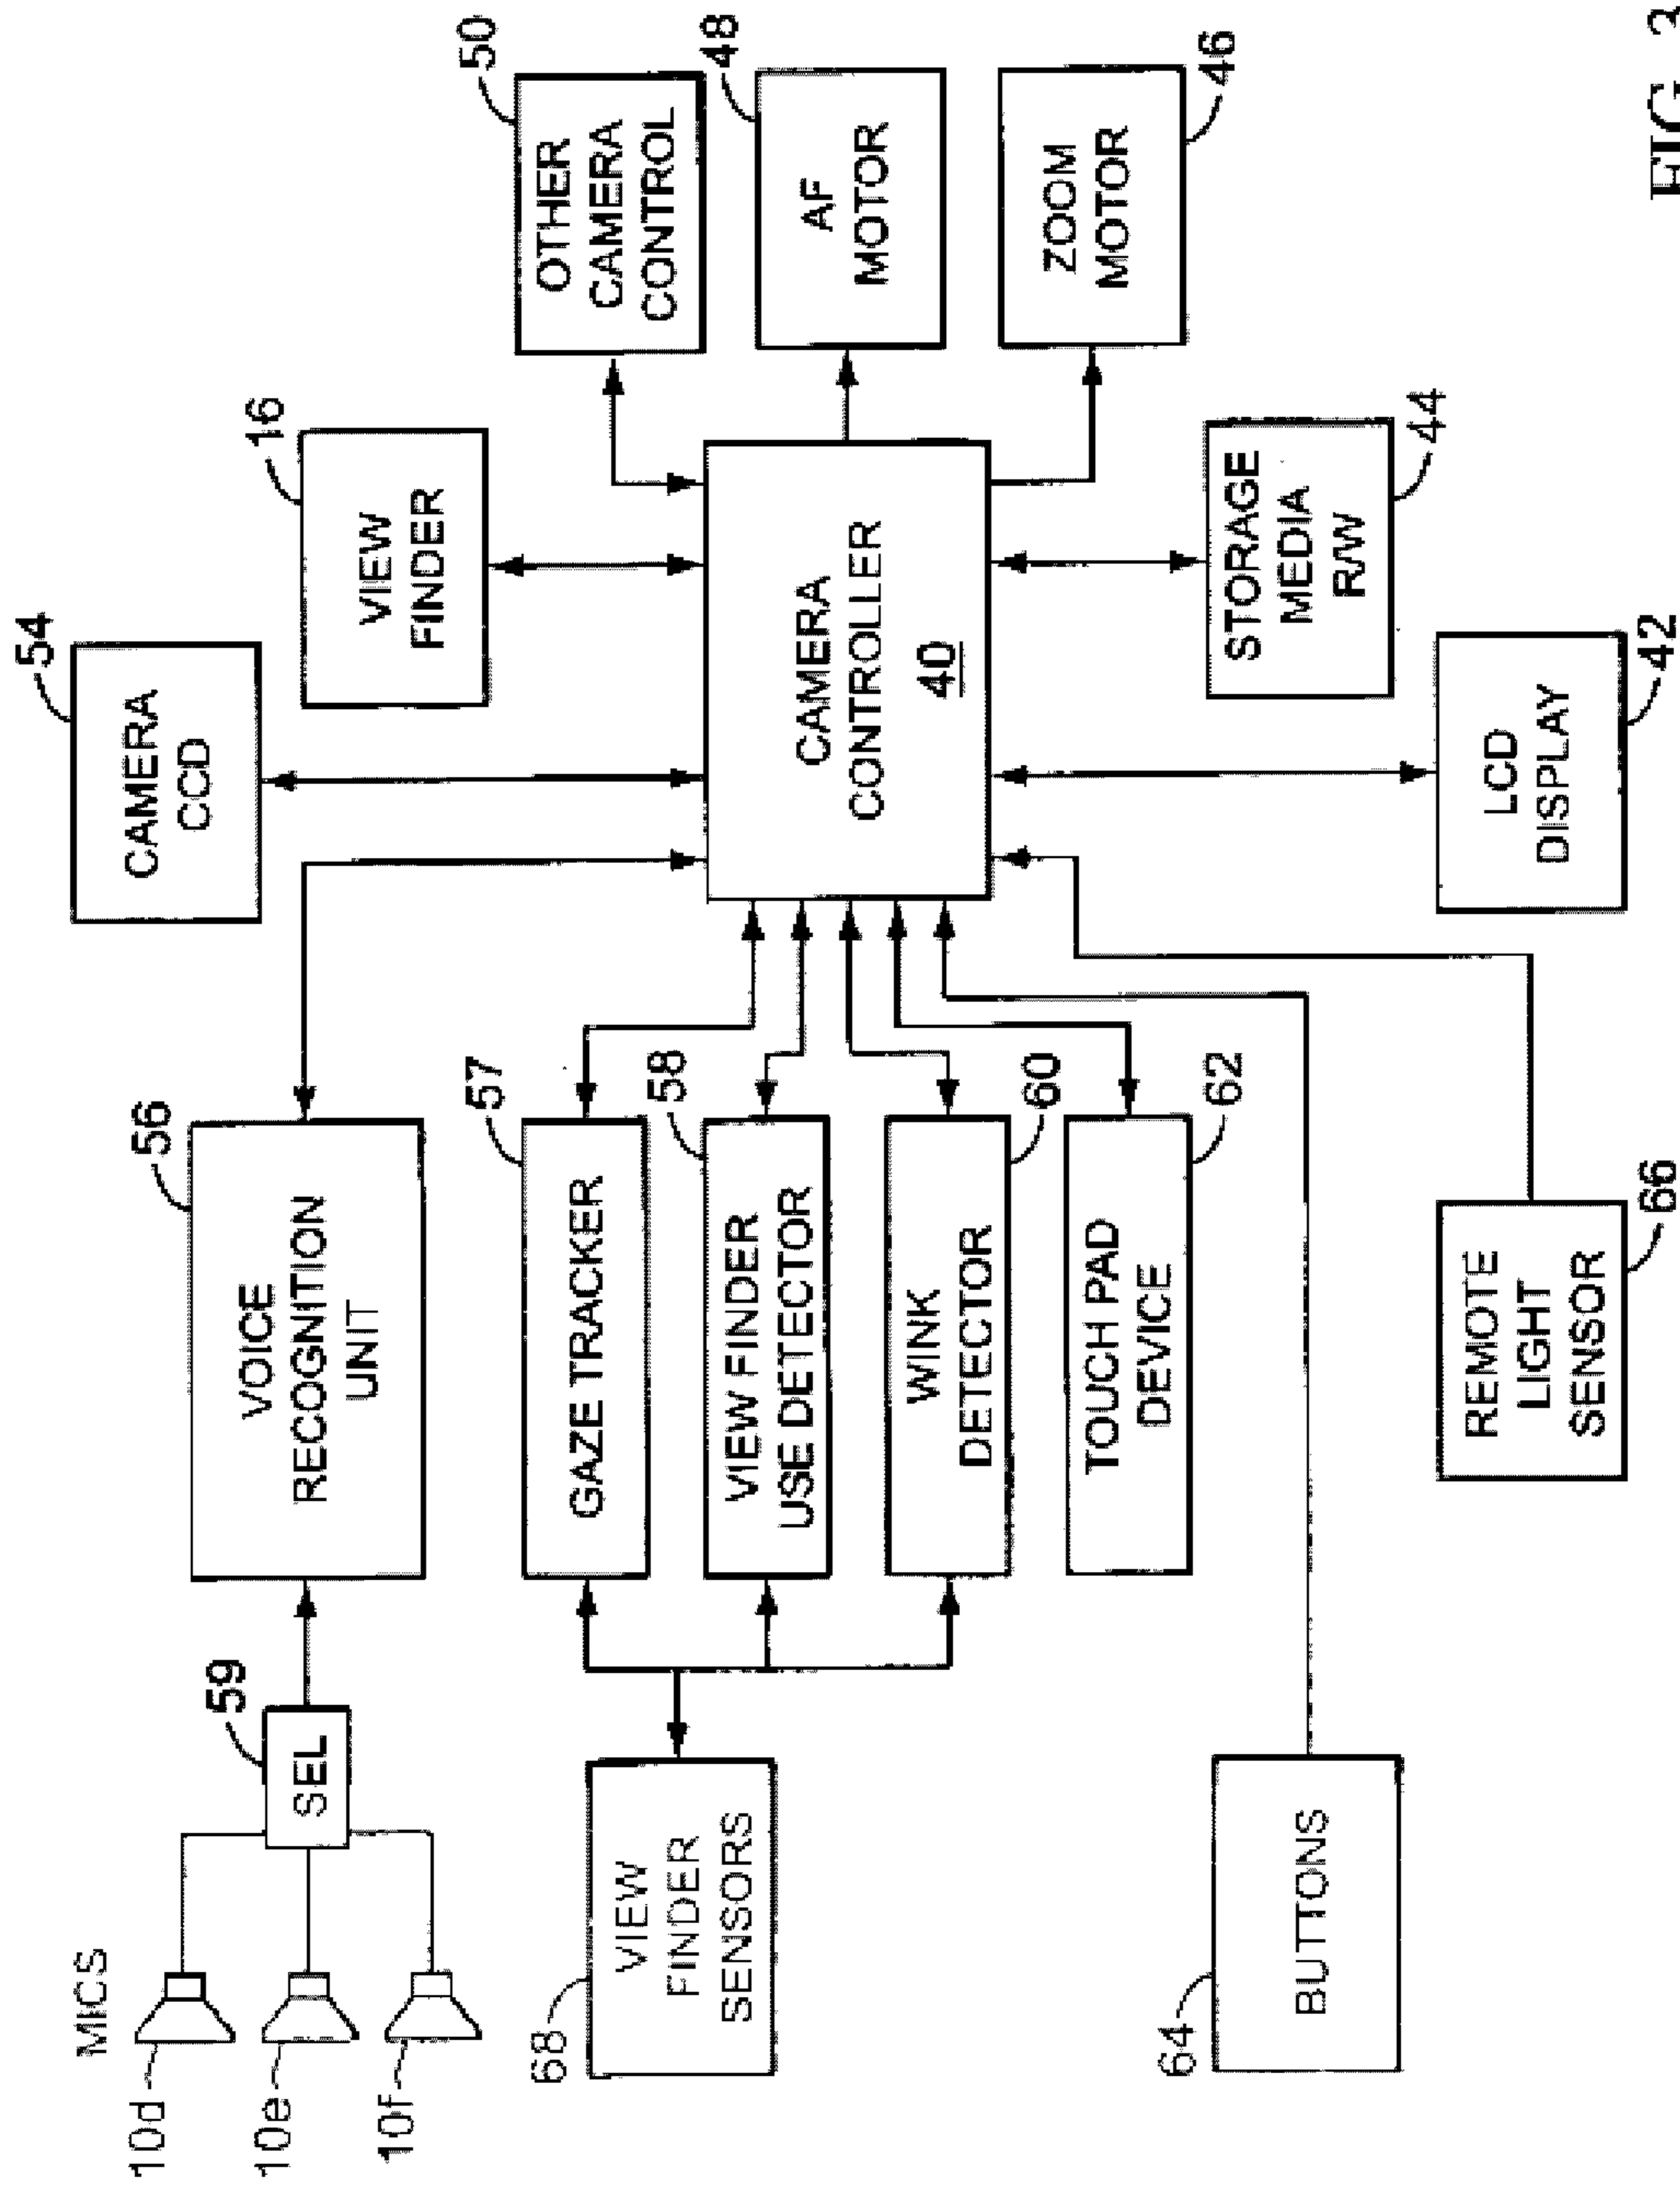 MICS
10d
10e
10f
59
SEL
56
VOICE
RECOGNITION
UNIT
54
CAMERA
CCD
16
VIEW
FINDER
50
OTHER
CAMERA
CONTROL
48
AF
MOTOR
46
ZOOM
MOTOR
CAMERA
CONTROLLER
40
57
GAZE TRACKER
58
VIEW FINDER
USE DETECTOR
WINK
DETECTOR
60
TOUCH PAD
DEVICE
62
68
VIEW
FINDER
SENSORS
64
BUTTONS
REMOTE
LIGHT
SENSOR
66
LCD
DISPLAY
42
STORAGE
MEDIA
R/W
44
FIG